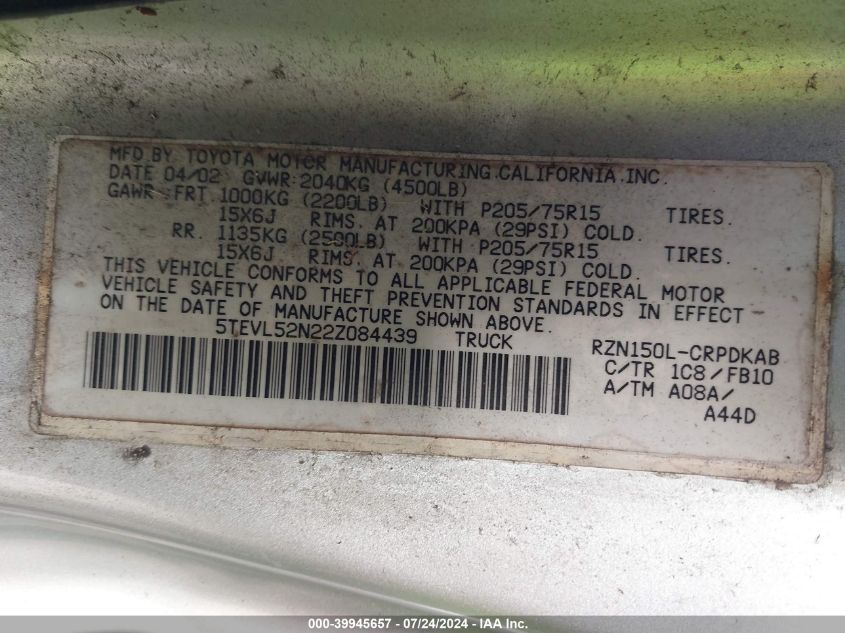 MFD BY TOYOTA MOTOR MANUFACTURING CALIFORNIA INC.
DATE 04/02 GVWR 2040KG (4500LB)
GAWR FRT 1000KG (2200LB) WITH P205/75R15 TIRES.
15X6J RIMS. AT 200KPA (29PSI) COLD.
RR. 1135KG (2500LB) WITH P205/75R15 TIRES.
15X6J RIMS. AT 200KPA (29PSI) COLD.
THIS VEHICLE CONFORMS TO ALL APPLICABLE FEDERAL MOTOR
VEHICLE SAFETY AND THEFT PREVENTION STANDARDS IN EFFECT
ON THE DATE OF MANUFACTURE SHOWN ABOVE.
5TEVL52N22Z084439 TRUCK
RZN150L-CRPDKAB
C/TR 1C8/FB10
A/TM A08A/
A44D
000-39945657 - 07/24/2024 - IAA Inc.